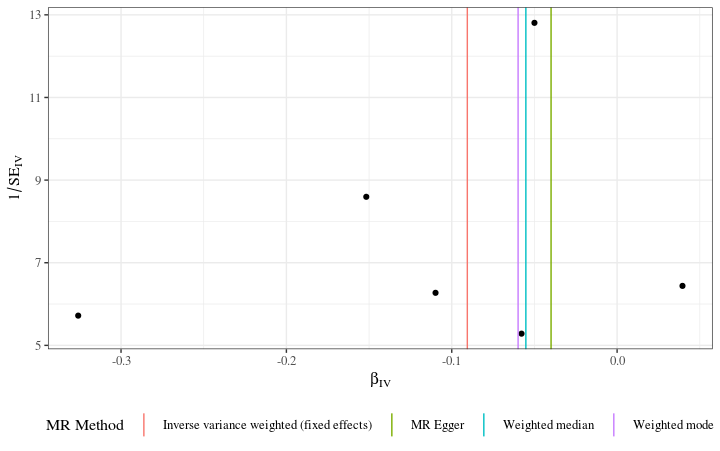 13
11
9
7
5
1/SE_IV
-0.3 -0.2 -0.1 0.0
β_IV
MR Method Inverse variance weighted (fixed effects) MR Egger Weighted median Weighted mode